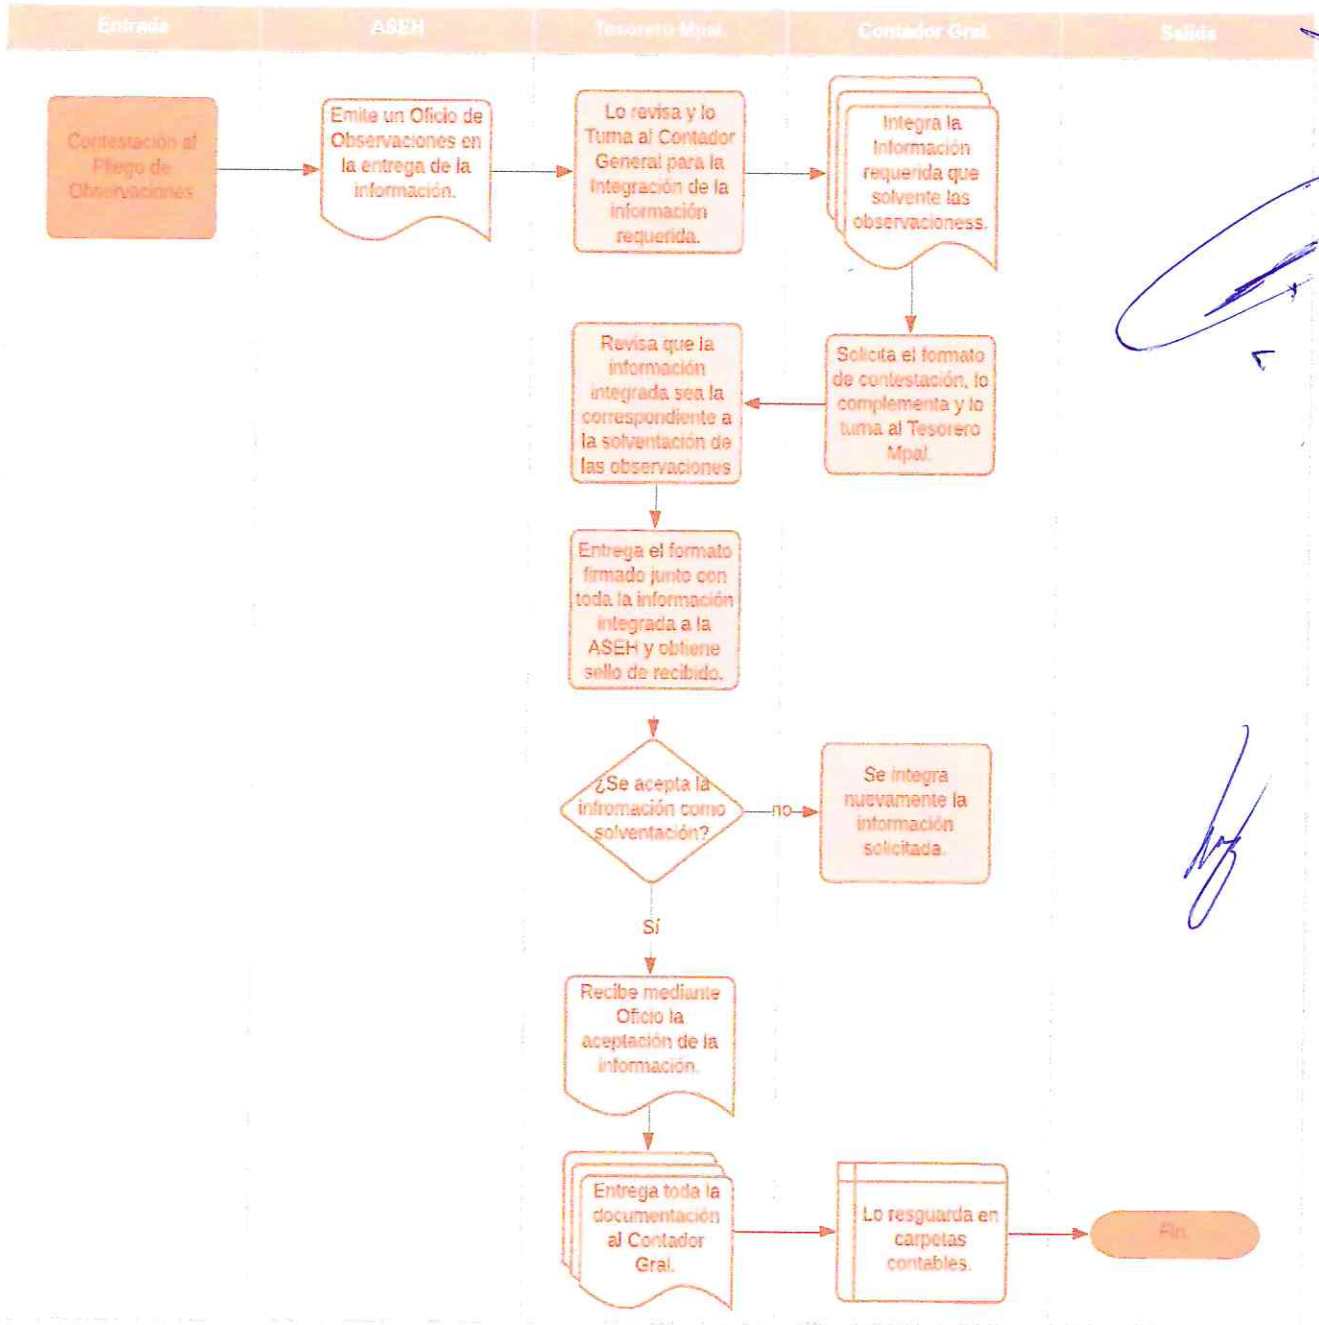 Entrada
ASEH
Tesorero Mpal.
Contador Gral.
Salida
Contestación al
Pliego de
Observaciones
Emite un Oficio de
Observaciones en
la entrega de la
información.
Lo revisa y lo
Turna al Contador
General para la
Integración de la
información
requerida.
Integra la
Información
requerida que
solvente las
observacioness.
Solicita el formato
de contestación, lo
complementa y lo
turna al Tesorero
Mpal.
Revisa que la
información
integrada sea la
correspondiente a
la solventación de
las observaciones
Entrega el formato
firmado junto con
toda la información
integrada a la
ASEH y obtiene
sello de recibido.
¿Se acepta la
infromación como
solventación?
no
Se integra
nuevamente la
información
solicitada.
Sí
Recibe mediante
Oficio la
aceptación de la
información.
Entrega toda la
documentación
al Contador
Gral.
Lo resguarda en
carpetas
contables.
Fin